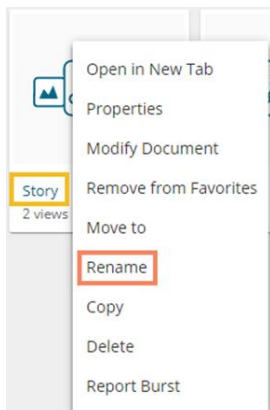 Open in New Tab
Properties
Modify Document
Story
Remove from Favorites
2 views
Move to
Rename
Copy
Delete
Report Burst